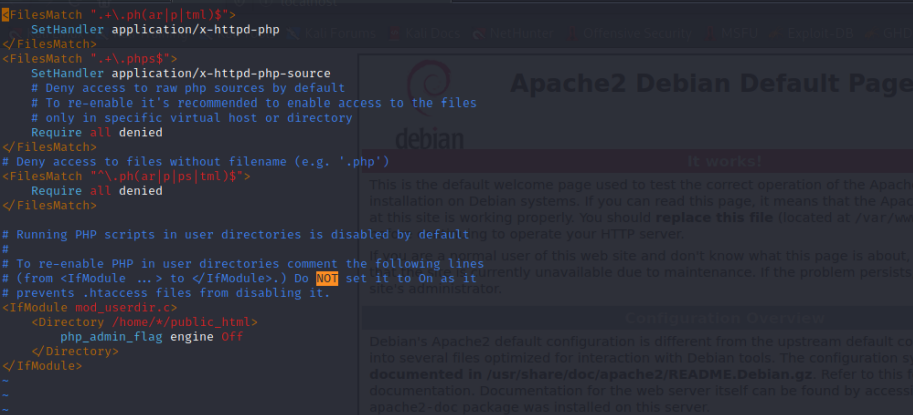 <FilesMatch ".+\.ph(ar|p|tml)$">
    SetHandler application/x-httpd-php
</FilesMatch>
<FilesMatch ".+\.phps$">
    SetHandler application/x-httpd-php-source
    # Deny access to raw php sources by default
    # To re-enable it's recommended to enable access to the files
    # only in specific virtual host or directory
    Require all denied
</FilesMatch>
# Deny access to files without filename (e.g. '.php')
<FilesMatch "^\.ph(ar|p|ps|tml)$">
    Require all denied
</FilesMatch>

# Running PHP scripts in user directories is disabled by default
#
# To re-enable PHP in user directories comment the following lines
# (from <IfModule ...> to </IfModule>.) Do NOT set it to On as it
# prevents .htaccess files from disabling it.
<IfModule mod_userdir.c>
    <Directory /home/*/public_html>
        php_admin_flag engine Off
    </Directory>
</IfModule>
~
~
~
Kali Forums
Kali Docs
NetHunter
Offensive Security
MSFU
Exploit-DB
GHD
Apache2 Debian Default Page
debian
It works!
This is the default welcome page used to test the correct operation of the Apac
installation on Debian systems. If you can read this page, it means that the Apac
at this site is working properly. You should replace this file (located at /var/ww
to operate your HTTP server.
If you are a normal user of this web site and don't know what this page is about,
currently unavailable due to maintenance. If the problem persists
site's administrator.
Configuration Overview
Debian's Apache2 default configuration is different from the upstream default co
into several files optimized for interaction with Debian tools. The configuration s
documented in /usr/share/doc/apache2/README.Debian.gz. Refer to this f
documentation. Documentation for the web server itself can be found by access
apache2-doc package was installed on this server.